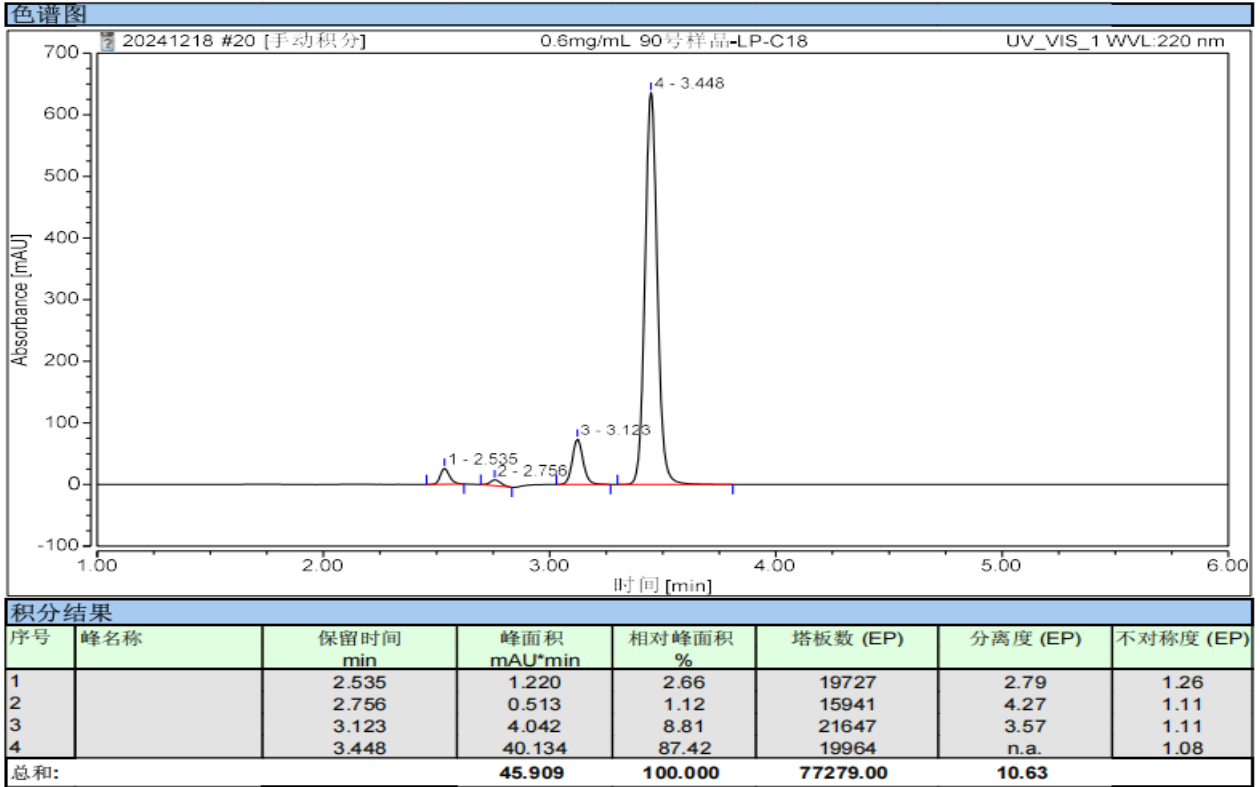 色谱图
20241218 #20 [手动积分] 0.6mg/mL 90号样品-LP-C18 UV_VIS_1 WVL:220 nm
700
600
500
400
300
200
100
0
-100
Absorbance [mAU]
1 - 2.535
2 - 2.756
3 - 3.123
4 - 3.448
1.00 2.00 3.00 4.00 5.00 6.00
时间 [min]
积分结果
序号 峰名称 保留时间 峰面积 相对峰面积 塔板数 (EP) 分离度 (EP) 不对称度 (EP)
min mAU*min %
1 2.535 1.220 2.66 19727 2.79 1.26
2 2.756 0.513 1.12 15941 4.27 1.11
3 3.123 4.042 8.81 21647 3.57 1.11
4 3.448 40.134 87.42 19964 n.a. 1.08
总和: 45.909 100.000 77279.00 10.63